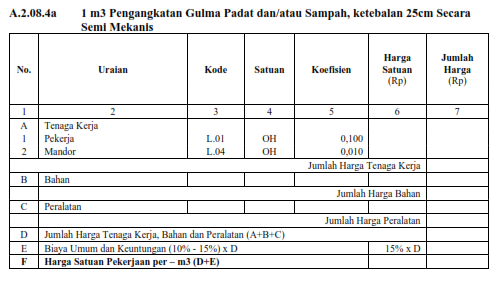 A.2.08.4a 1 m3 Pengangkatan Gulma Padat dan/atau Sampah, ketebalan 25cm Secara
Semi Mekanis
No. Uraian Kode Satuan Koefisien Harga Satuan (Rp) Jumlah Harga (Rp)
1 2 3 4 5 6 7
A Tenaga Kerja
1 Pekerja L.01 OH 0,100
2 Mandor L.04 OH 0,010
Jumlah Harga Tenaga Kerja
B Bahan
Jumlah Harga Bahan
C Peralatan
Jumlah Harga Peralatan
D Jumlah Harga Tenaga Kerja, Bahan dan Peralatan (A+B+C)
E Biaya Umum dan Keuntungan (10% - 15%) x D 15% x D
F Harga Satuan Pekerjaan per – m3 (D+E)